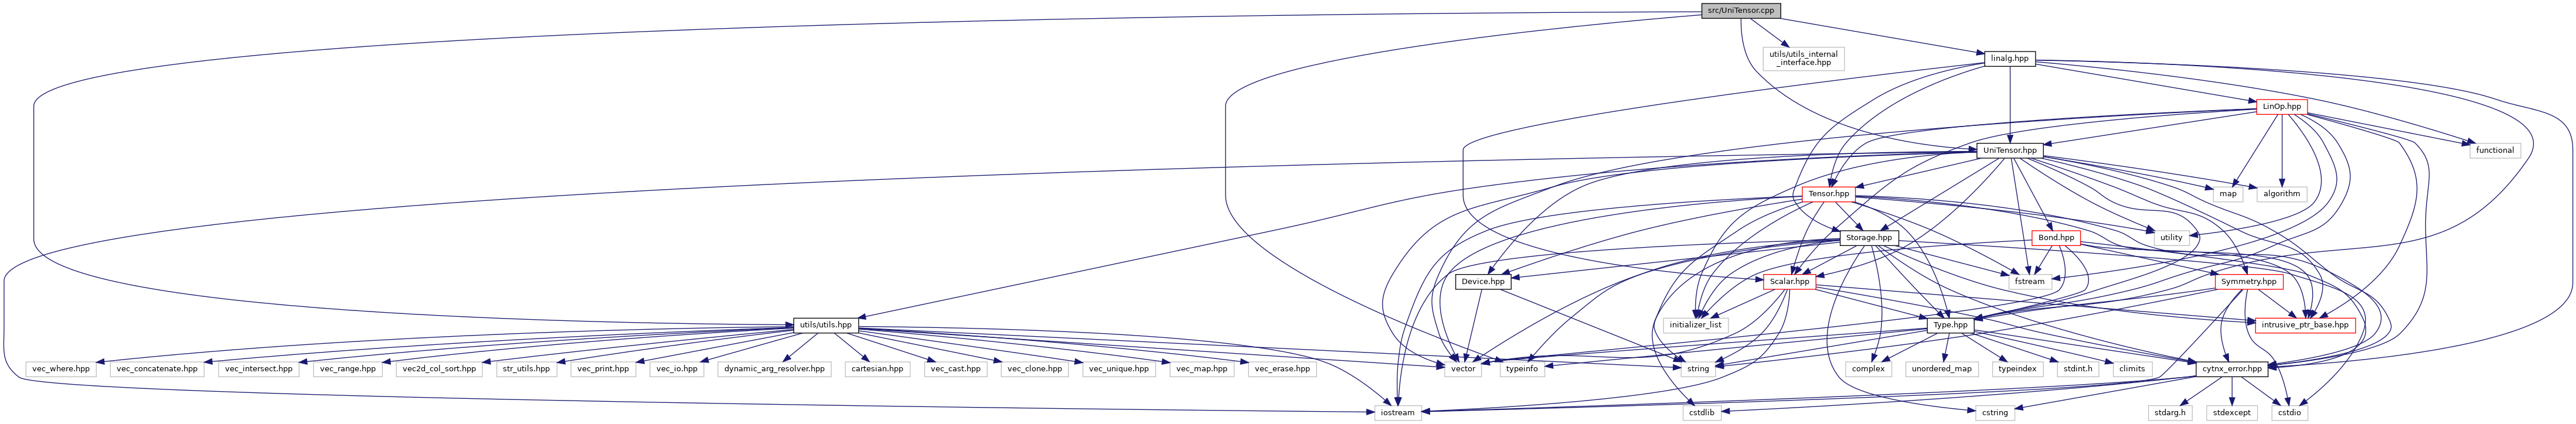 src/UniTensor.cpp
utils/utils_internal
_interface.hpp
linalg.hpp
LinOp.hpp
UniTensor.hpp
functional
Tensor.hpp
map
algorithm
Storage.hpp
Bond.hpp
utility
Device.hpp
Scalar.hpp
fstream
Symmetry.hpp
utils/utils.hpp
initializer_list
Type.hpp
intrusive_ptr_base.hpp
vec_where.hpp
vec_concatenate.hpp
vec_intersect.hpp
vec_range.hpp
vec2d_col_sort.hpp
str_utils.hpp
vec_print.hpp
vec_io.hpp
dynamic_arg_resolver.hpp
cartesian.hpp
vec_cast.hpp
vec_clone.hpp
vec_unique.hpp
vec_map.hpp
vec_erase.hpp
vector
typeinfo
string
complex
unordered_map
typeindex
stdint.h
climits
cytnx_error.hpp
iostream
cstdlib
cstring
stdarg.h
stdexcept
cstdio